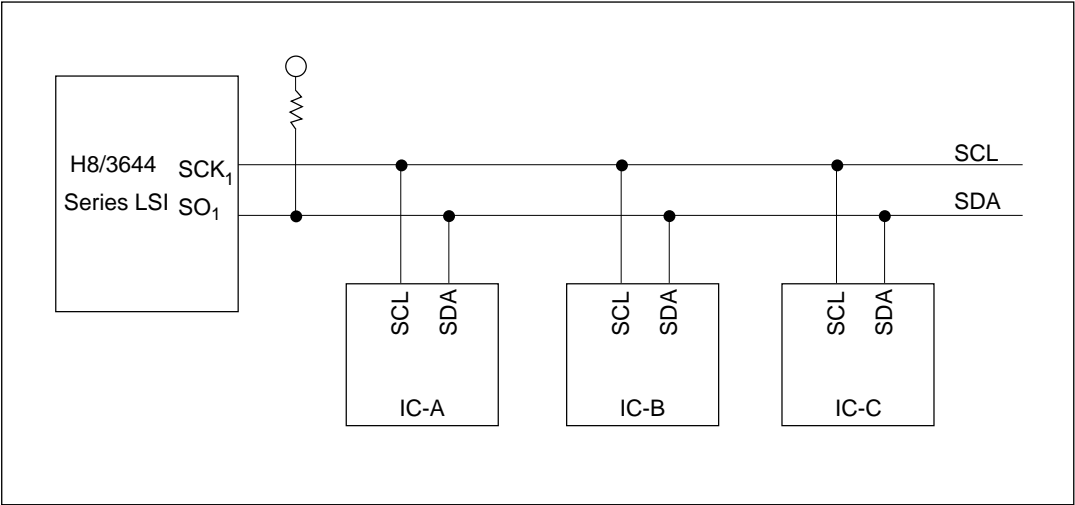 H8/3644 SCK₁
Series LSI SO₁
SCL
SDA
SCL SDA
IC-A
SCL SDA
IC-B
SCL SDA
IC-C